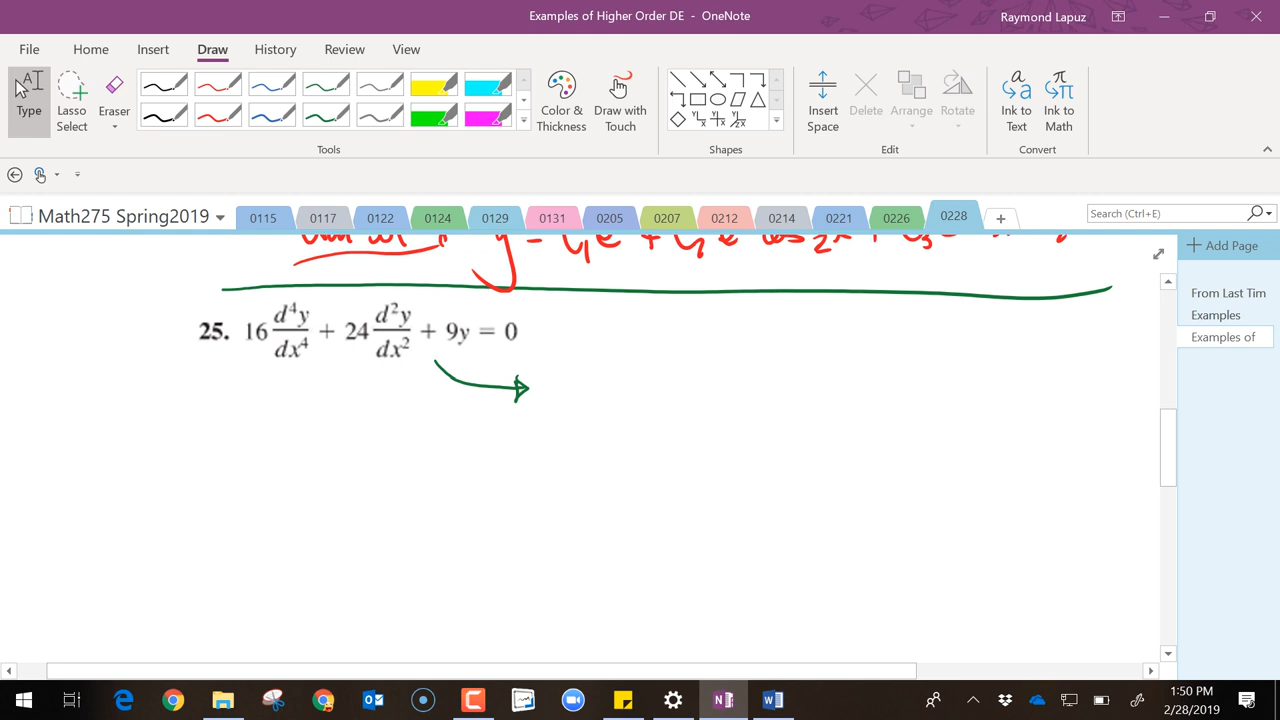 Examples of Higher Order DE - OneNote
Raymond Lapuz
File Home Insert Draw History Review View
Type
Lasso Select
Eraser
Color & Thickness
Draw with Touch
Insert Space
Delete
Arrange
Rotate
Ink to Text
Ink to Math
Tools
Shapes
Edit
Convert
Math275 Spring2019
0115 0117 0122 0124 0129 0131 0205 0207 0212 0214 0221 0226 0228
Search (Ctrl+E)
Add Page
From Last Tim
Examples
Examples of
25. 16 d⁴y/dx⁴ + 24 d²y/dx² + 9y = 0
1:50 PM
2/28/2019